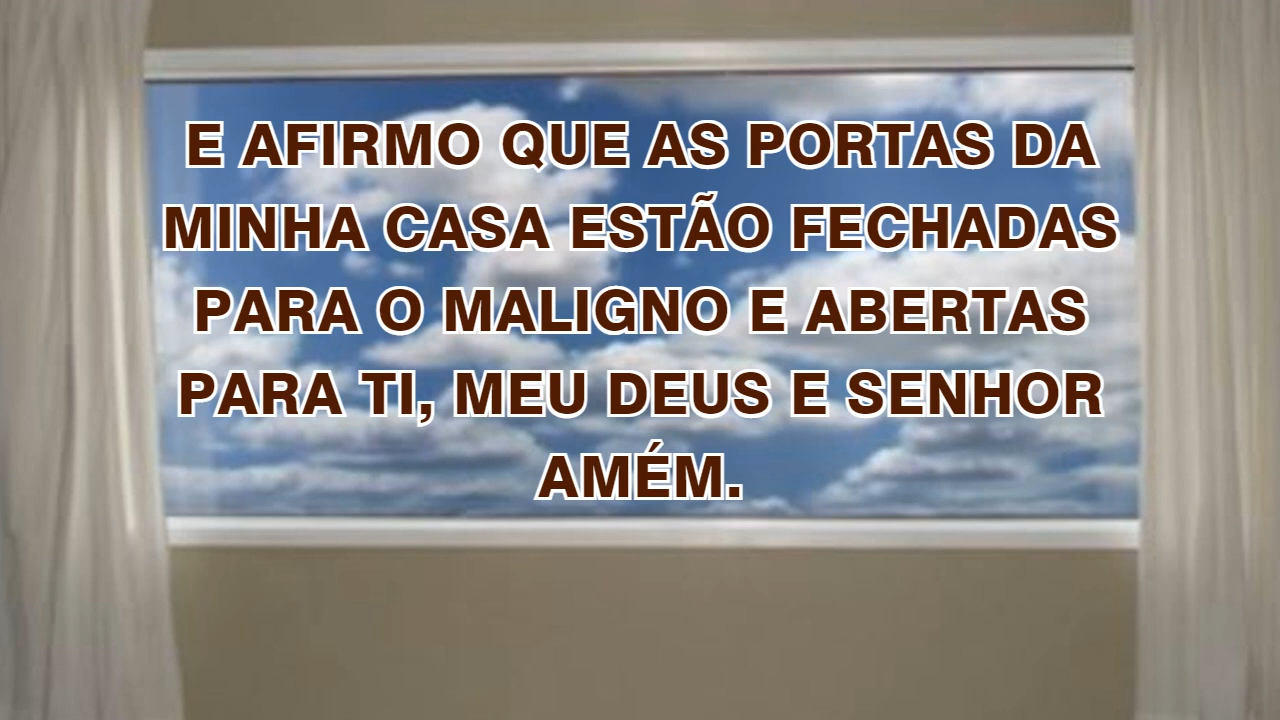 E AFIRMO QUE AS PORTAS DA
MINHA CASA ESTÃO FECHADAS
PARA O MALIGNO E ABERTAS
PARA TI, MEU DEUS E SENHOR
AMÉM.